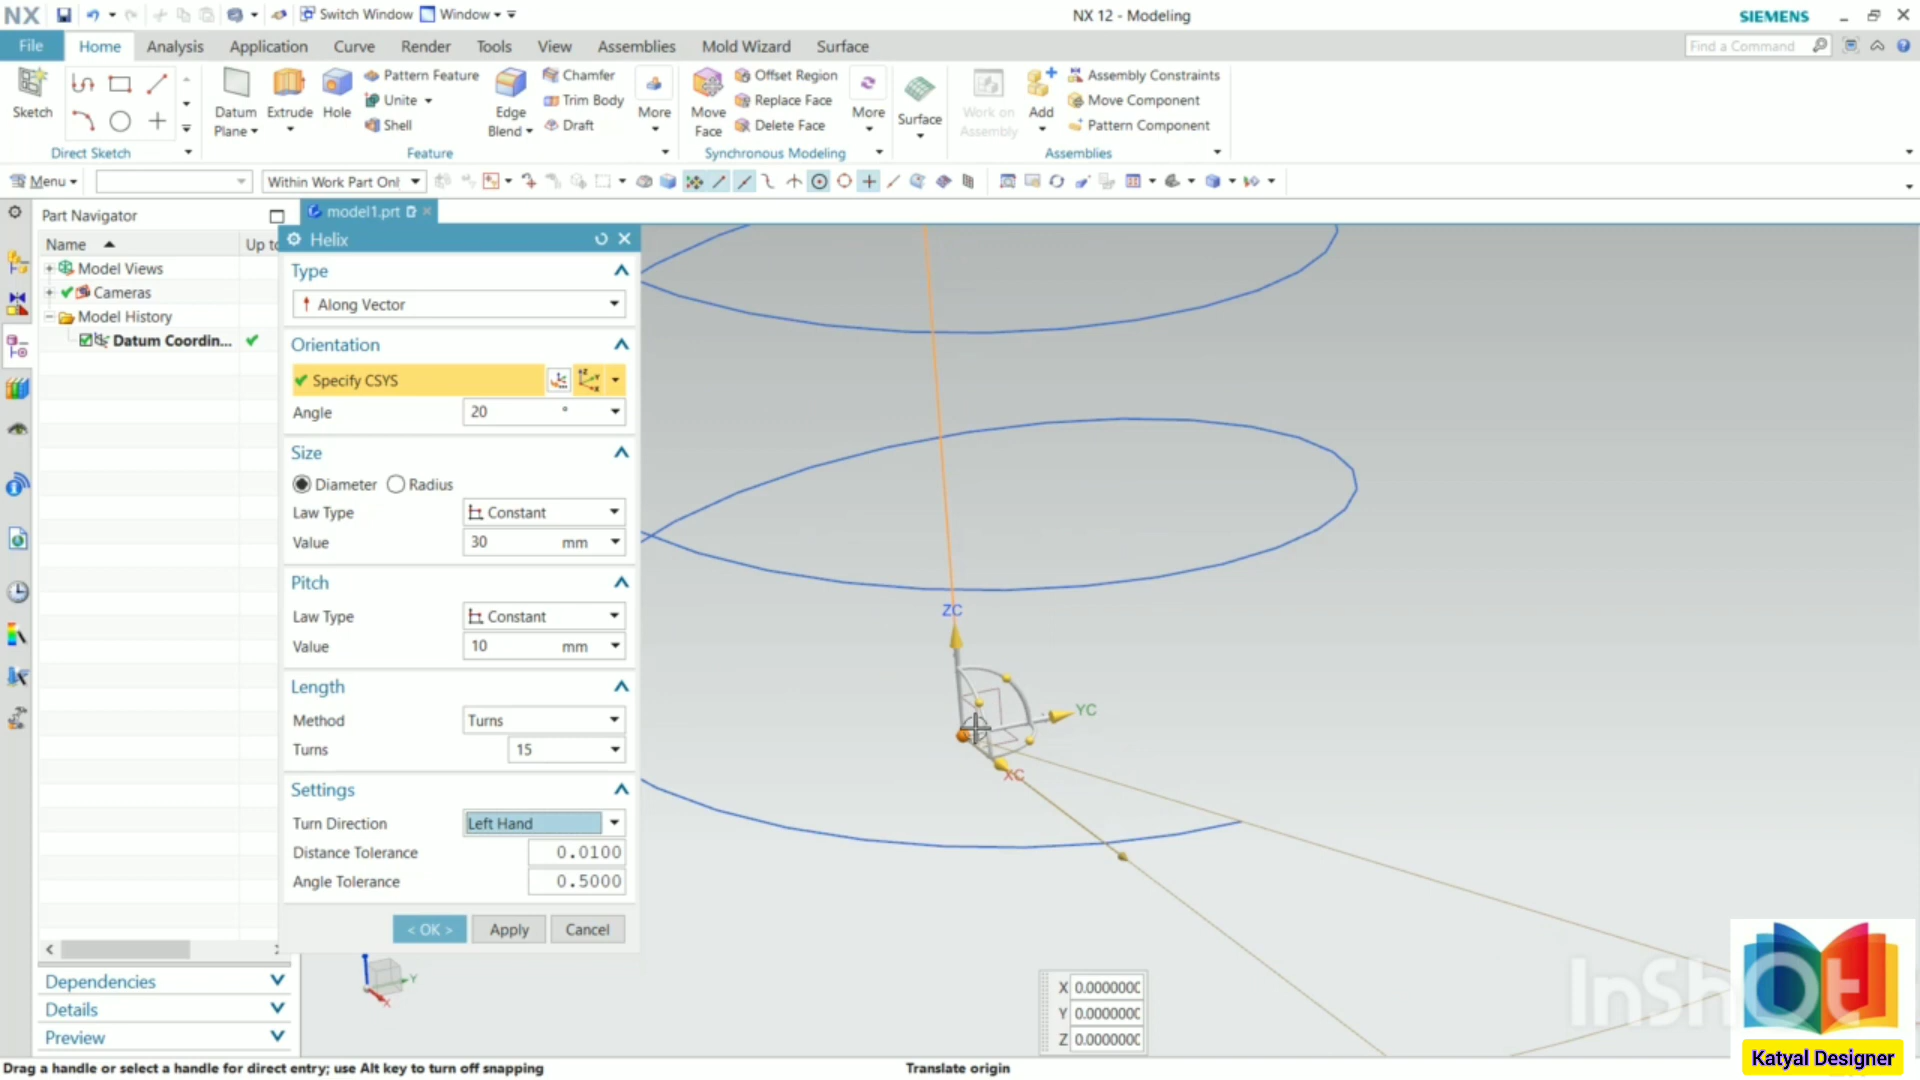 NX
Switch Window
Window
NX 12 - Modeling
SIEMENS
File
Home
Analysis
Application
Curve
Render
Tools
View
Assemblies
Mold Wizard
Surface
Find a Command
Sketch
Direct Sketch
Datum
Plane
Extrude
Hole
Pattern Feature
Unite
Shell
Edge
Blend
Chamfer
Trim Body
Draft
More
Feature
Move
Face
Offset Region
Replace Face
Delete Face
More
Synchronous Modeling
Surface
Work on
Assembly
Add
Assembly Constraints
Move Component
Pattern Component
Assemblies
Menu
Within Work Part Onl
Part Navigator
model1.prt
Name
Up to
Model Views
Cameras
Model History
Datum Coordin...
Helix
Type
Along Vector
Orientation
Specify CSYS
Angle 20 °
Size
Diameter Radius
Law Type Constant
Value 30 mm
Pitch
Law Type Constant
Value 10 mm
Length
Method Turns
Turns 15
Settings
Turn Direction Left Hand
Distance Tolerance 0.0100
Angle Tolerance 0.5000
< OK > Apply Cancel
Dependencies
Details
Preview
ZC
YC
XC
Y
X
X 0.0000000
Y 0.0000000
Z 0.0000000
InShOt
Katyal Designer
Drag a handle or select a handle for direct entry; use Alt key to turn off snapping
Translate origin